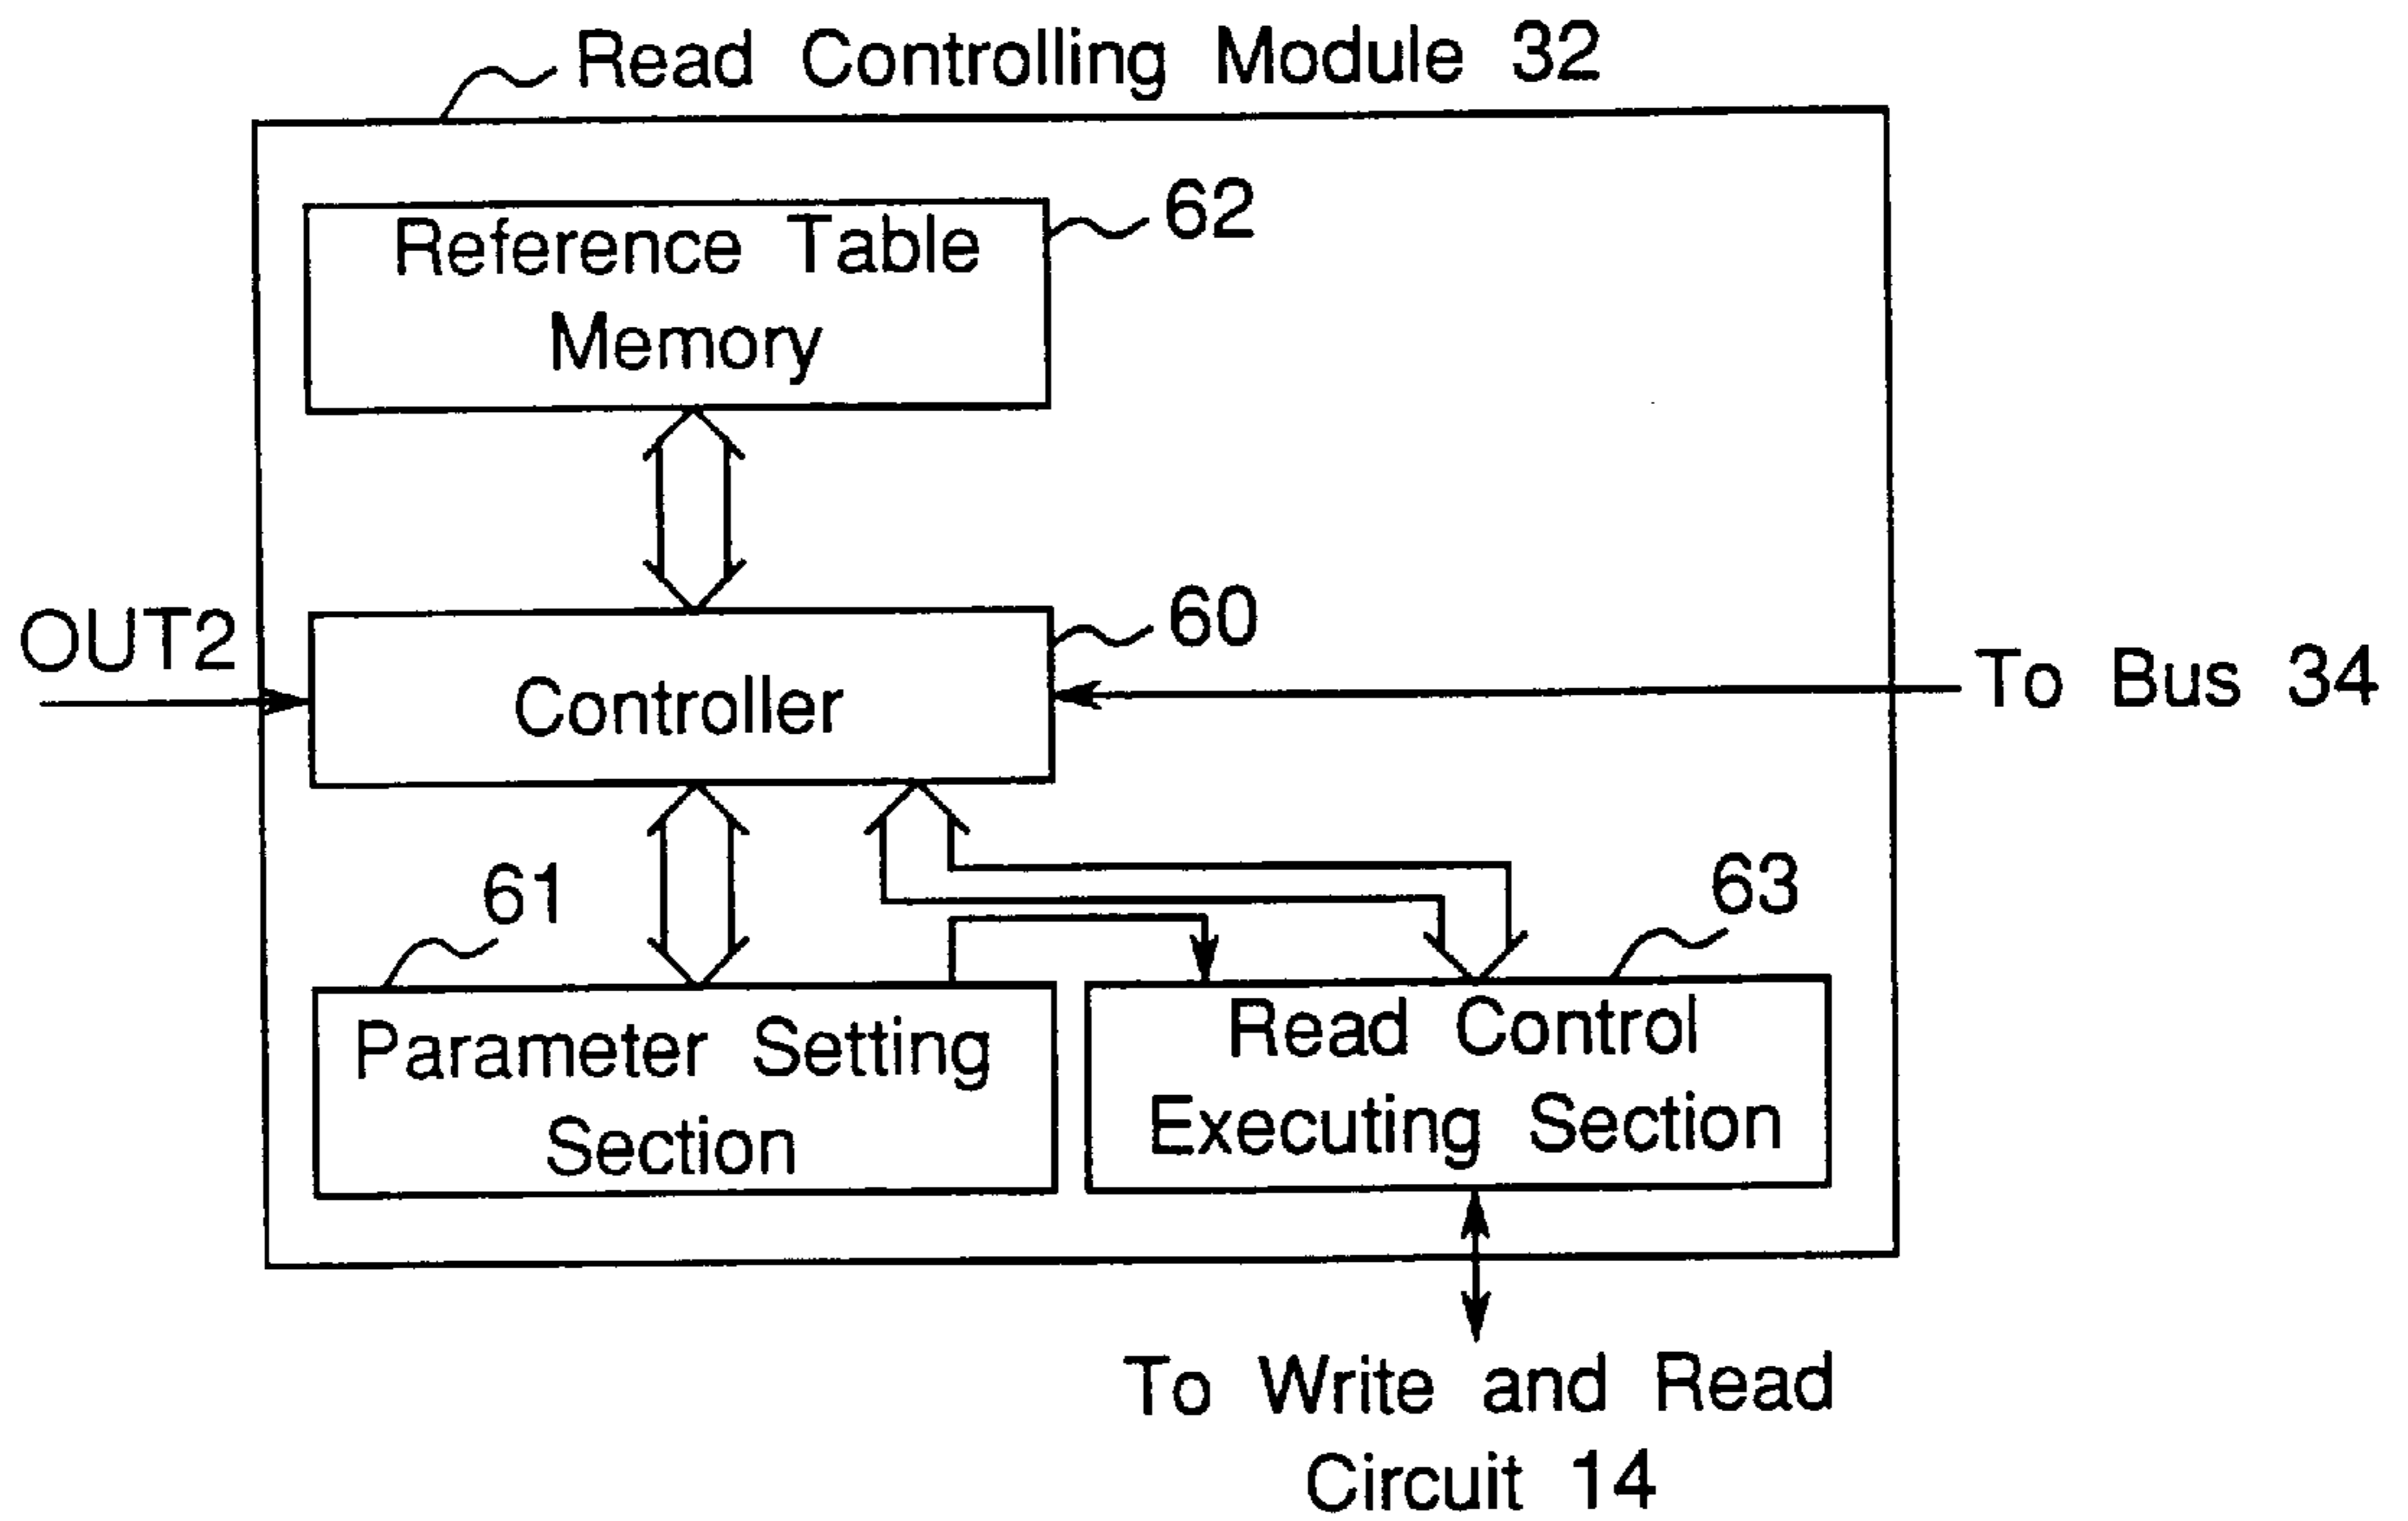 Read Controlling Module 32
62
Reference Table
Memory
OUT2
60
Controller
To Bus 34
61
63
Parameter Setting
Section
Read Control
Executing Section
To Write and Read
Circuit 14